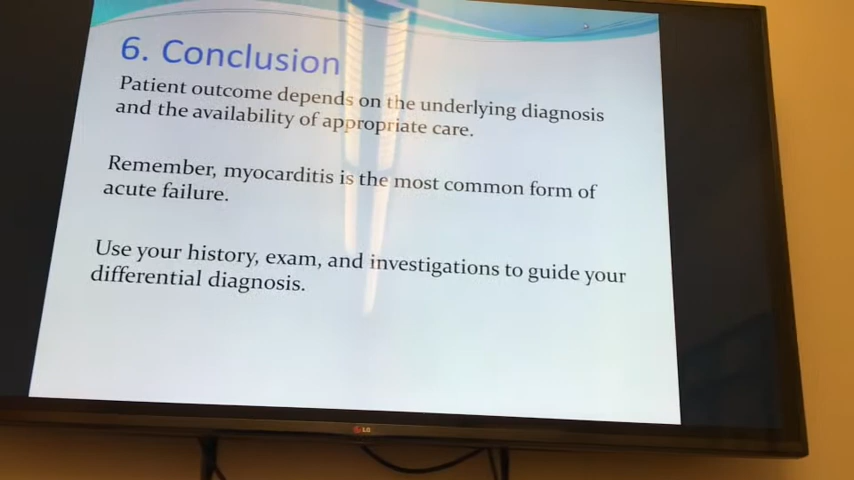 6. Conclusion
Patient outcome depends on the underlying diagnosis
and the availability of appropriate care.
Remember, myocarditis is the most common form of
acute failure.
Use your history, exam, and investigations to guide your
differential diagnosis.
LG